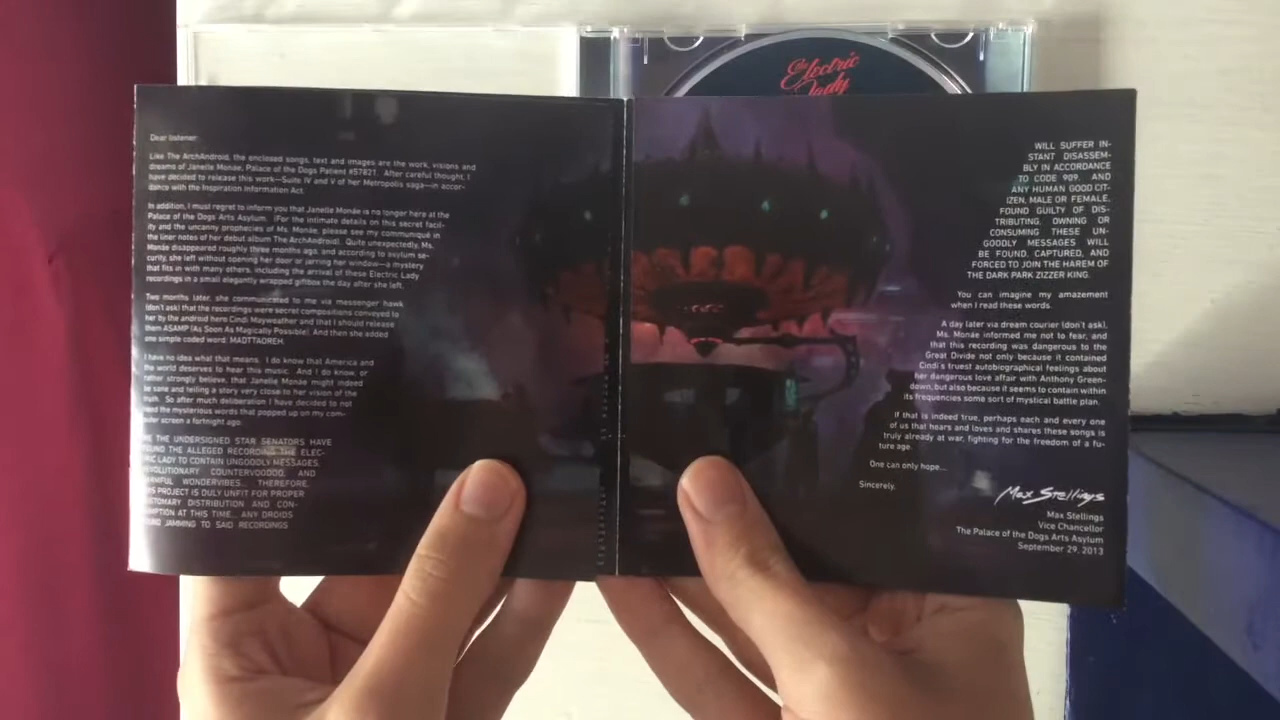 the Electric
Lady
Dear listener:
Like The ArchAndroid, the enclosed songs, text and images are the work, visions and
dreams of Janelle Monáe, Palace of the Dogs Patient #57821. After careful thought, I
have decided to release this work—Suite IV and V of her Metropolis saga—in accor-
dance with the Inspiration Information Act.
In addition, I must regret to inform you that Janelle Monáe is no longer here at the
Palace of the Dogs Arts Asylum. (For the intimate details on this secret facil-
ity and the uncanny prophecies of Ms. Monáe, please see my communiqué in
the liner notes of her debut album The ArchAndroid). Quite unexpectedly, Ms.
Monáe disappeared roughly three months ago, and according to asylum se-
curity, she left without opening her door or jarring her window—a mystery
that fits in with many others, including the arrival of these Electric Lady
recordings in a small elegantly wrapped giftbox the day after she left.
Two months later, she communicated to me via messenger hawk
(don't ask) that the recordings were secret compositions conveyed to
her by the android hero Cindi Mayweather and that I should release
them ASAMP (As Soon As Magically Possible). And then she added
one simple coded word: MADTTAOREH.
I have no idea what that means. I do know that America and
the world deserves to hear this music. And I do know, or
rather strongly believe, that Janelle Monáe might indeed
be sane and telling a story very close to her vision of the
truth. So after much deliberation I have decided to not
heed the mysterious words that popped up on my com-
puter screen a fortnight ago:
WE THE UNDERSIGNED STAR SENATORS HAVE
FOUND THE ALLEGED RECORDING THE ELEC-
TRIC LADY TO CONTAIN UNGOODLY MESSAGES,
REVOLUTIONARY COUNTERVOODOO, AND
HARMFUL WONDERVIBES... THEREFORE,
THIS PROJECT IS DULY UNFIT FOR PROPER
CUSTOMARY DISTRIBUTION AND CON-
SUMPTION AT THIS TIME... ANY DROIDS
FOUND JAMMING TO SAID RECORDINGS
WILL SUFFER IN-
STANT DISASSEM-
BLY IN ACCORDANCE
TO CODE 909. AND
ANY HUMAN GOOD CIT-
IZEN, MALE OR FEMALE,
FOUND GUILTY OF DIS-
TRIBUTING, OWNING OR
CONSUMING THESE UN-
GOODLY MESSAGES WILL
BE FOUND, CAPTURED, AND
FORCED TO JOIN THE HAREM OF
THE DARK PARK ZIZZER KING.
You can imagine my amazement
when I read these words.
A day later via dream courier (don't ask),
Ms. Monáe informed me not to fear, and
that this recording was dangerous to the
Great Divide not only because it contained
Cindi's truest autobiographical feelings about
her dangerous love affair with Anthony Green-
down, but also because it seems to contain within
its frequencies some sort of mystical battle plan.
If that is indeed true, perhaps each and every one
of us that hears and loves and shares these songs is
truly already at war, fighting for the freedom of a fu-
ture age.
One can only hope...
Sincerely,
Max Stellings
Max Stellings
Vice Chancellor
The Palace of the Dogs Arts Asylum
September 29, 2013